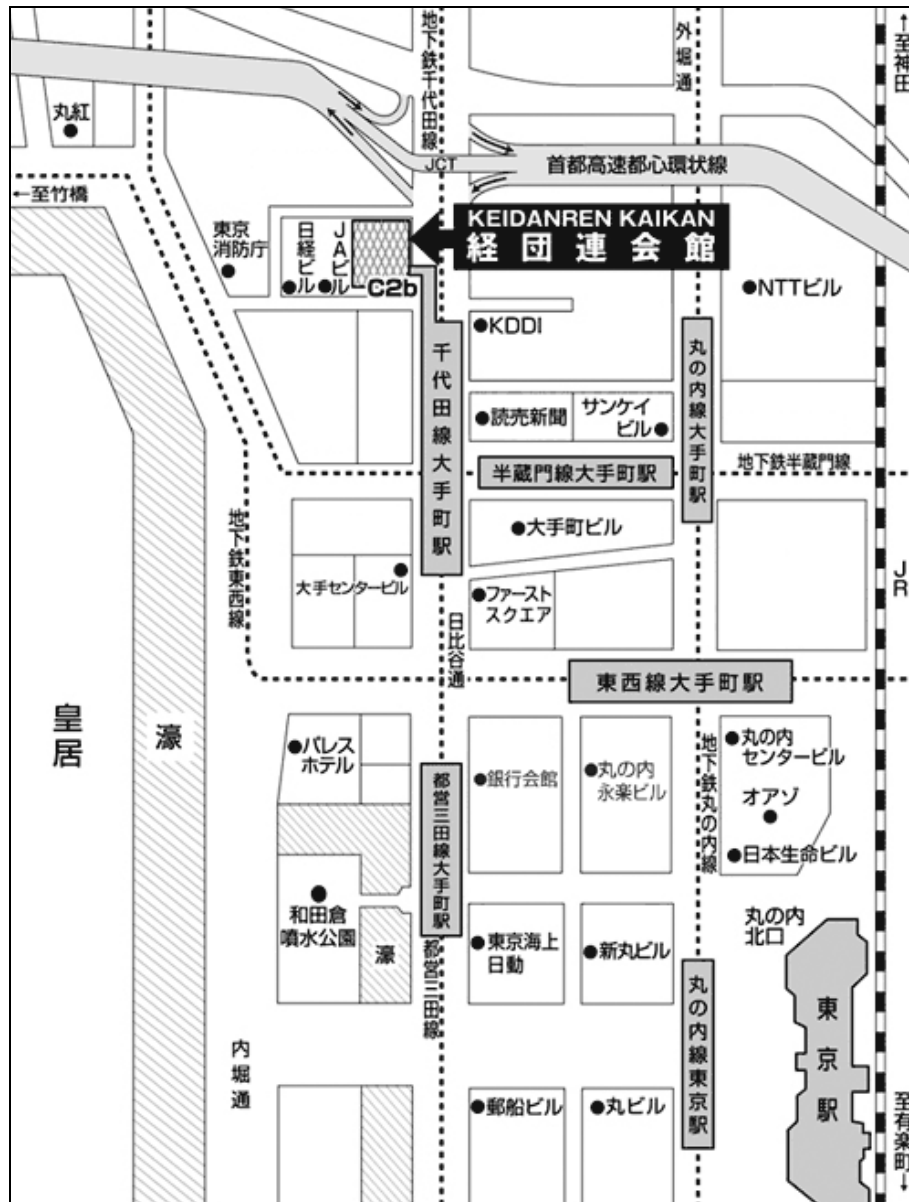 地下鉄千代田線
外堀通
↑至神田
丸紅
←至竹橋
JCT
首都高速都心環状線
東京
消防庁
日経ビル
JAビル
KEIDANREN KAIKAN
経団連会館
C2b
NTTビル
KDDI
千代田線大手町駅
丸の内線大手町駅
読売新聞
サンケイ
ビル
半蔵門線大手町駅
地下鉄半蔵門線
地下鉄東西線
大手町ビル
大手センタービル
ファースト
スクエア
JR
日比谷通
東西線大手町駅
皇居
濠
パレス
ホテル
都営三田線大手町駅
銀行会館
丸の内
永楽ビル
地下鉄丸の内線
丸の内
センタービル
オアゾ
日本生命ビル
和田倉
噴水公園
濠
都営三田線
東京海上
日動
新丸ビル
丸の内線東京駅
丸の内
北口
東京駅
内堀通
郵船ビル
丸ビル
至有楽町↓